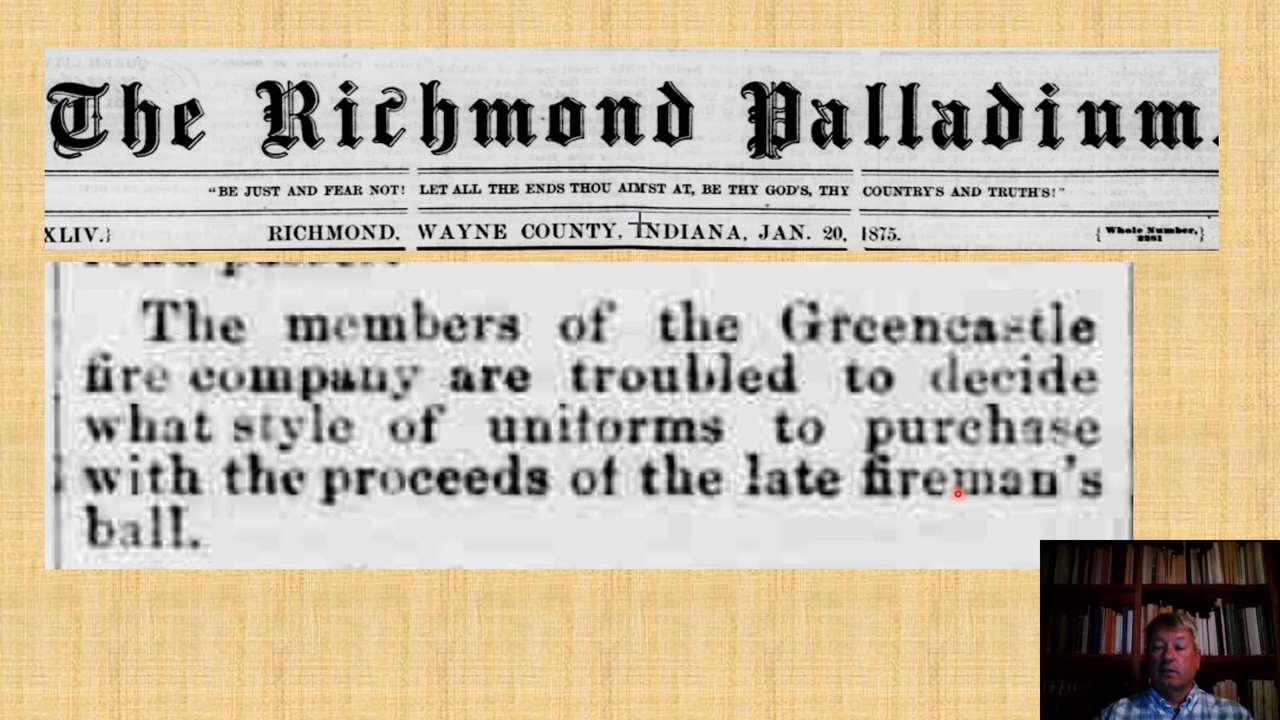 The Richmond Palladium.
"BE JUST AND FEAR NOT! LET ALL THE ENDS THOU AIM'ST AT, BE THY GOD'S, THY COUNTRY'S AND TRUTH'S!"
XLIV.} RICHMOND, WAYNE COUNTY, INDIANA, JAN. 20, 1875. {Whole Number, 2281}
The members of the Greencastle
fire company are troubled to decide
what style of uniforms to purchase
with the proceeds of the late fireman's
ball.